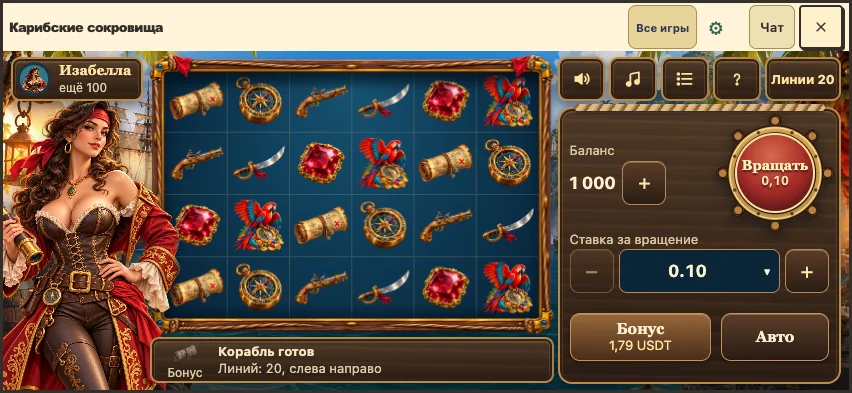 Карибские сокровища
Все игры
Чат
×
Изабелла
ещё 100
?
Линии 20
Баланс
1 000
+
Вращать
0,10
Ставка за вращение
−
0.10
+
Бонус
1,79 USDT
Авто
Бонус
Корабль готов
Линий: 20, слева направо